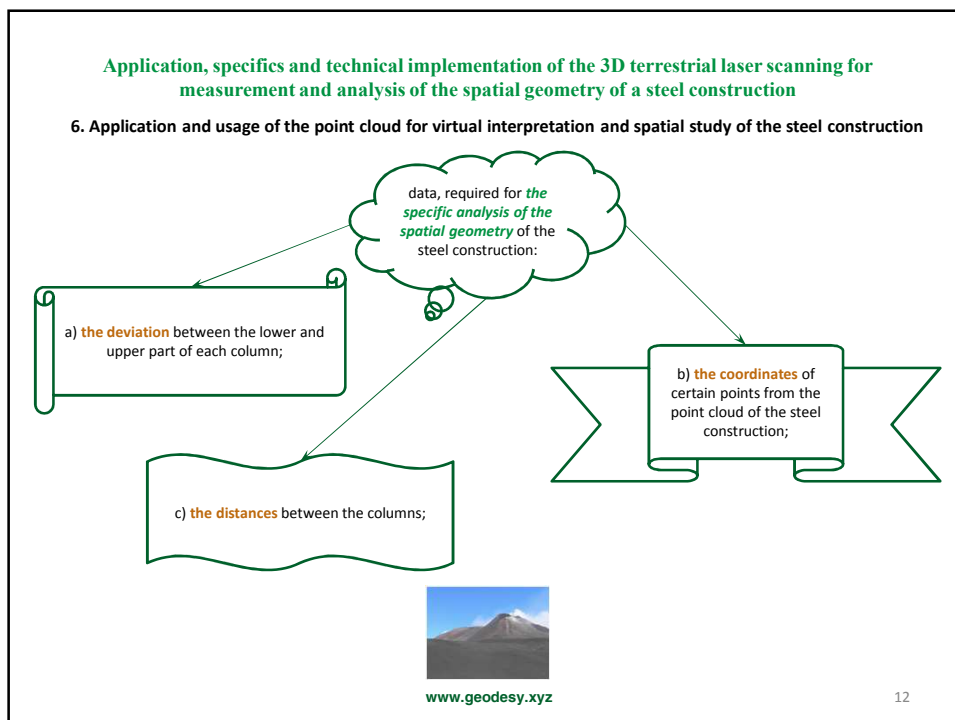 Application, specifics and technical implementation of the 3D terrestrial laser scanning for
measurement and analysis of the spatial geometry of a steel construction
6. Application and usage of the point cloud for virtual interpretation and spatial study of the steel construction
data, required for the
specific analysis of the
spatial geometry of the
steel construction:
a) the deviation between the lower and
upper part of each column;
b) the coordinates of
certain points from the
point cloud of the steel
construction;
c) the distances between the columns;
www.geodesy.xyz
12